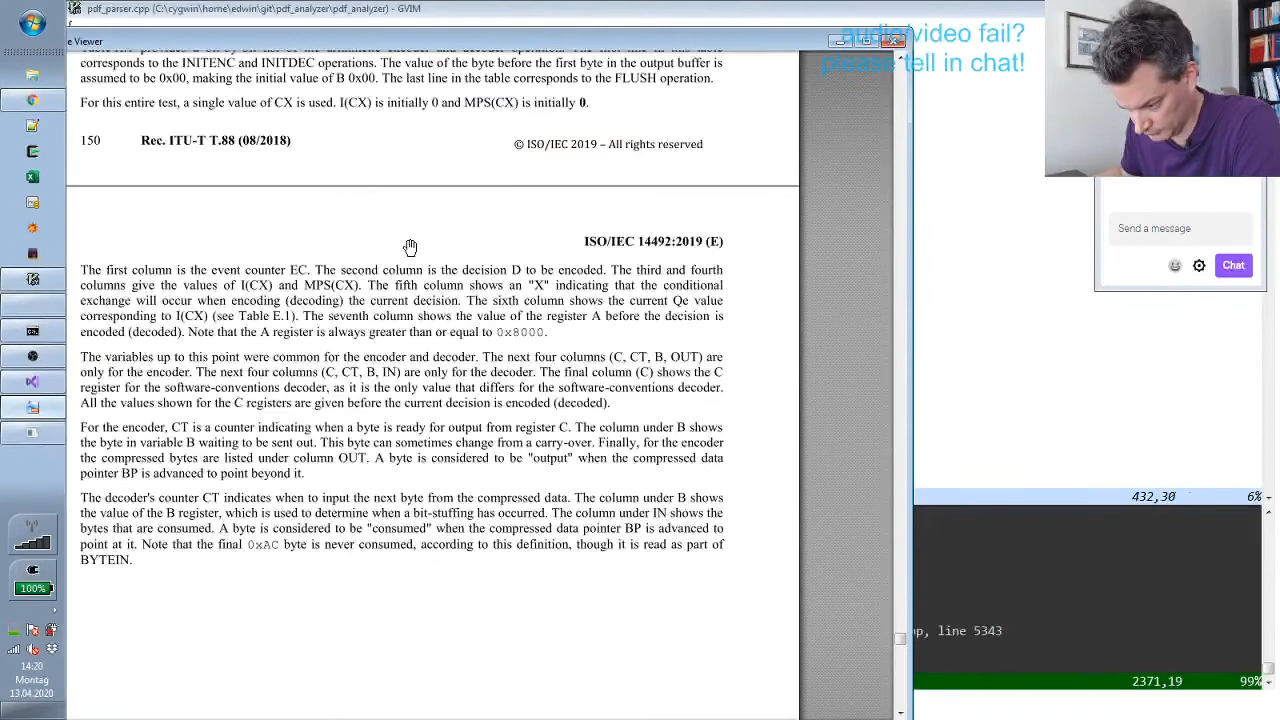 pdf_parser.cpp (C:\cygwin\home\edwin\git\pdf_analyzer\pdf_analyzer) - GVIM
e Viewer
audio/video fail?
please tell in chat!
corresponds to the INITENC and INITDEC operations. The value of the byte before the first byte in the output buffer is
assumed to be 0x00, making the initial value of B 0x00. The last line in the table corresponds to the FLUSH operation.
For this entire test, a single value of CX is used. I(CX) is initially 0 and MPS(CX) is initially 0.
150 Rec. ITU-T T.88 (08/2018) © ISO/IEC 2019 – All rights reserved
ISO/IEC 14492:2019 (E)
The first column is the event counter EC. The second column is the decision D to be encoded. The third and fourth
columns give the values of I(CX) and MPS(CX). The fifth column shows an "X" indicating that the conditional
exchange will occur when encoding (decoding) the current decision. The sixth column shows the current Qe value
corresponding to I(CX) (see Table E.1). The seventh column shows the value of the register A before the decision is
encoded (decoded). Note that the A register is always greater than or equal to 0x8000.
The variables up to this point were common for the encoder and decoder. The next four columns (C, CT, B, OUT) are
only for the encoder. The next four columns (C, CT, B, IN) are only for the decoder. The final column (C) shows the C
register for the software-conventions decoder, as it is the only value that differs for the software-conventions decoder.
All the values shown for the C registers are given before the current decision is encoded (decoded).
For the encoder, CT is a counter indicating when a byte is ready for output from register C. The column under B shows
the byte in variable B waiting to be sent out. This byte can sometimes change from a carry-over. Finally, for the encoder
the compressed bytes are listed under column OUT. A byte is considered to be "output" when the compressed data
pointer BP is advanced to point beyond it.
The decoder's counter CT indicates when to input the next byte from the compressed data. The column under B shows
the value of the B register, which is used to determine when a bit-stuffing has occurred. The column under IN shows the
bytes that are consumed. A byte is considered to be "consumed" when the compressed data pointer BP is advanced to
point at it. Note that the final 0xAC byte is never consumed, according to this definition, though it is read as part of
BYTEIN.
Send a message
Chat
432,30 6%
p, line 5343
2371,19 99%
100%
14:20
Montag
13.04.2020